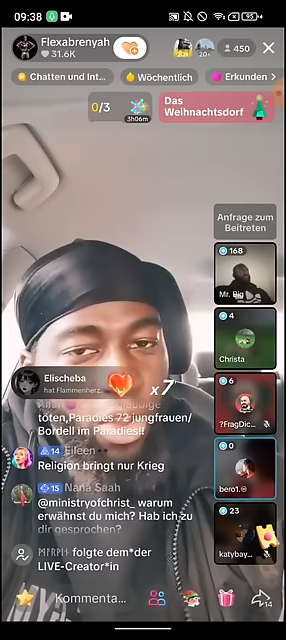 09:38
95
Flexabrenyah
31.6K
20+
450
Chatten und Int...
Wöchentlich
Erkunden
0/3
3h06m
Das
Weihnachtsdorf
Anfrage zum
Beitreten
168
Mr. Big
4
Christa
6
?FragDic...
0
bero1.
23
katybay...
Elischeba
hat Flammenherz...
x7
töten,Paradies 72 jungfrauen/
Bordell im Paradies!!
14 Eileen
Religion bringt nur Krieg
15 Nana Saah
@ministryofchrist_ warum
erwähnst du mich? Hab ich zu
dir gesprochen?
folgte dem*der
LIVE-Creator*in
Kommenta...
14